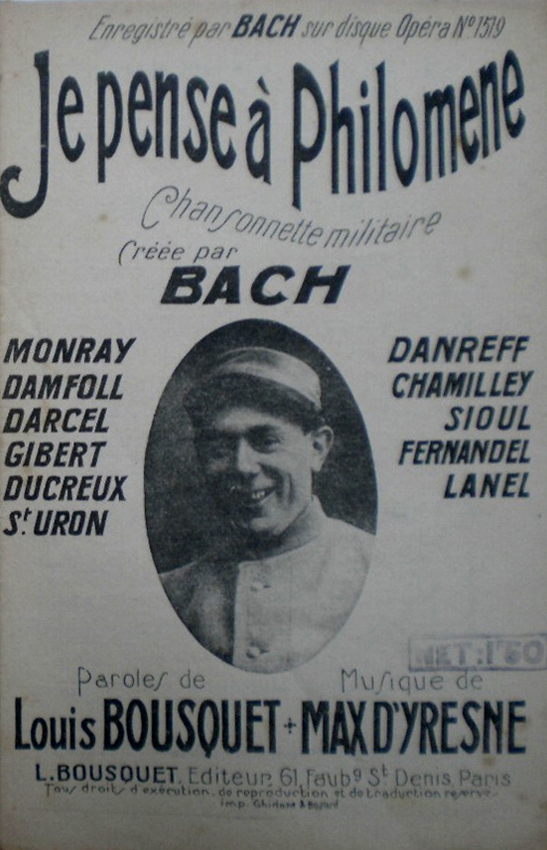 Enregistré par BACH sur disque Opéra Nº 1519
Je pense à Philomene
Chansonnette militaire
Créée par
BACH
MONRAY
DAMFOLL
DARCEL
GIBERT
DUCREUX
St URON
DANREFF
CHAMILLEY
SIOUL
FERNANDEL
LANEL
NET: 1f50
Paroles de
Musique de
Louis BOUSQUET + MAX D'YRESNE
L. BOUSQUET, Editeur, 61, Faubg St Denis, Paris
Tous droits d'exécution, de reproduction et de traduction réservés
imp.